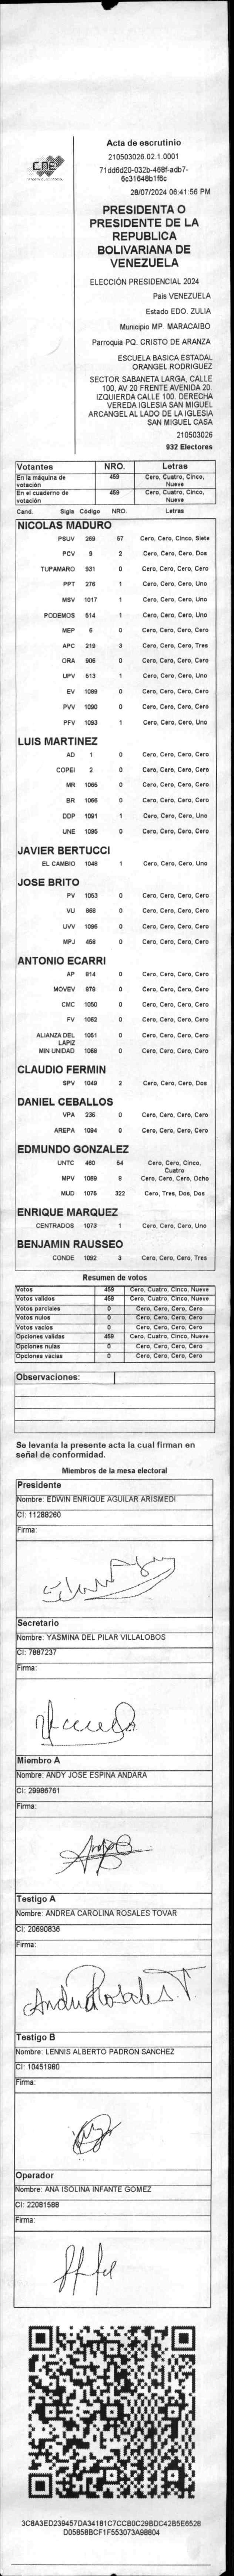 CNE
Acta de escrutinio
210503026.02.1.0001
71dd6d20-032b-468f-adb7-
6c31648b1f6c
28/07/2024 06:41:56 PM
PRESIDENTA O
PRESIDENTE DE LA
REPUBLICA
BOLIVARIANA DE
VENEZUELA
ELECCIÓN PRESIDENCIAL 2024
País VENEZUELA
Estado EDO. ZULIA
Municipio MP. MARACAIBO
Parroquia PQ. CRISTO DE ARANZA
ESCUELA BASICA ESTATAL
ORANGEL RODRIGUEZ
SECTOR SABANETA LARGA, CALLE
100, AV 20 FRENTE AVENIDA 20.
IZQUIERDA CALLE 100. DERECHA
VEREDA IGLESIA SAN MIGUEL
ARCANGEL AL LADO DE LA IGLESIA
SAN MIGUEL CASA
210503026
932 Electores
Votantes NRO. Letras
En la máquina de votación 459 Cero, Cuatro, Cinco, Nueve
En el cuaderno de votación 459 Cero, Cuatro, Cinco, Nueve
Cand. Sigla Código NRO. Letras
NICOLAS MADURO
PSUV 269 57 Cero, Cero, Cinco, Siete
PCV 9 2 Cero, Cero, Cero, Dos
TUPAMARO 931 0 Cero, Cero, Cero, Cero
PPT 276 1 Cero, Cero, Cero, Uno
MSV 1017 1 Cero, Cero, Cero, Uno
PODEMOS 514 1 Cero, Cero, Cero, Uno
MEP 6 0 Cero, Cero, Cero, Cero
APC 219 3 Cero, Cero, Cero, Tres
ORA 906 0 Cero, Cero, Cero, Cero
UPV 513 1 Cero, Cero, Cero, Uno
EV 1089 0 Cero, Cero, Cero, Cero
PVV 1090 0 Cero, Cero, Cero, Cero
PFV 1093 1 Cero, Cero, Cero, Uno
LUIS MARTINEZ
AD 1 0 Cero, Cero, Cero, Cero
COPEI 2 0 Cero, Cero, Cero, Cero
MR 1065 0 Cero, Cero, Cero, Cero
BR 1066 0 Cero, Cero, Cero, Cero
DDP 1091 1 Cero, Cero, Cero, Uno
UNE 1095 0 Cero, Cero, Cero, Cero
JAVIER BERTUCCI
EL CAMBIO 1048 1 Cero, Cero, Cero, Uno
JOSE BRITO
PV 1053 0 Cero, Cero, Cero, Cero
VU 868 0 Cero, Cero, Cero, Cero
UVV 1096 0 Cero, Cero, Cero, Cero
MPJ 458 0 Cero, Cero, Cero, Cero
ANTONIO ECARRI
AP 914 0 Cero, Cero, Cero, Cero
MOVEV 979 0 Cero, Cero, Cero, Cero
CMC 1050 0 Cero, Cero, Cero, Cero
FV 1062 0 Cero, Cero, Cero, Cero
ALIANZA DEL LAPIZ 1051 0 Cero, Cero, Cero, Cero
MIN UNIDAD 1088 0 Cero, Cero, Cero, Cero
CLAUDIO FERMIN
SPV 1049 2 Cero, Cero, Cero, Dos
DANIEL CEBALLOS
VPA 236 0 Cero, Cero, Cero, Cero
AREPA 1094 0 Cero, Cero, Cero, Cero
EDMUNDO GONZALEZ
UNTC 460 54 Cero, Cero, Cinco, Cuatro
MPV 1069 8 Cero, Cero, Cero, Ocho
MUD 1076 322 Cero, Tres, Dos, Dos
ENRIQUE MARQUEZ
CENTRADOS 1073 1 Cero, Cero, Cero, Uno
BENJAMIN RAUSSEO
CONDE 1092 3 Cero, Cero, Cero, Tres
Resumen de votos
Votos 459 Cero, Cuatro, Cinco, Nueve
Votos validos 459 Cero, Cuatro, Cinco, Nueve
Votos parciales 0 Cero, Cero, Cero, Cero
Votos nulos 0 Cero, Cero, Cero, Cero
Votos vacios 0 Cero, Cero, Cero, Cero
Opciones validas 459 Cero, Cuatro, Cinco, Nueve
Opciones nulas 0 Cero, Cero, Cero, Cero
Opciones vacias 0 Cero, Cero, Cero, Cero
Observaciones:
Se levanta la presente acta la cual firman en
señal de conformidad.
Miembros de la mesa electoral
Presidente
Nombre: EDWIN ENRIQUE AGUILAR ARISMEDI
CI: 11288260
Firma:
Secretario
Nombre: YASMINA DEL PILAR VILLALOBOS
CI: 7887237
Firma:
Miembro A
Nombre: ANDY JOSE ESPINA ANDARA
CI: 29986761
Firma:
Testigo A
Nombre: ANDREA CAROLINA ROSALES TOVAR
CI: 20690836
Firma:
Andrea Rosales T.
Testigo B
Nombre: LENNIS ALBERTO PADRON SANCHEZ
CI: 10451980
Firma:
Operador
Nombre: ANA ISOLINA INFANTE GOMEZ
CI: 22081588
Firma:
3C8A3ED239457DA34181C7CCB0C29BDC42B5E6528
D05858BCF1F553073A98804